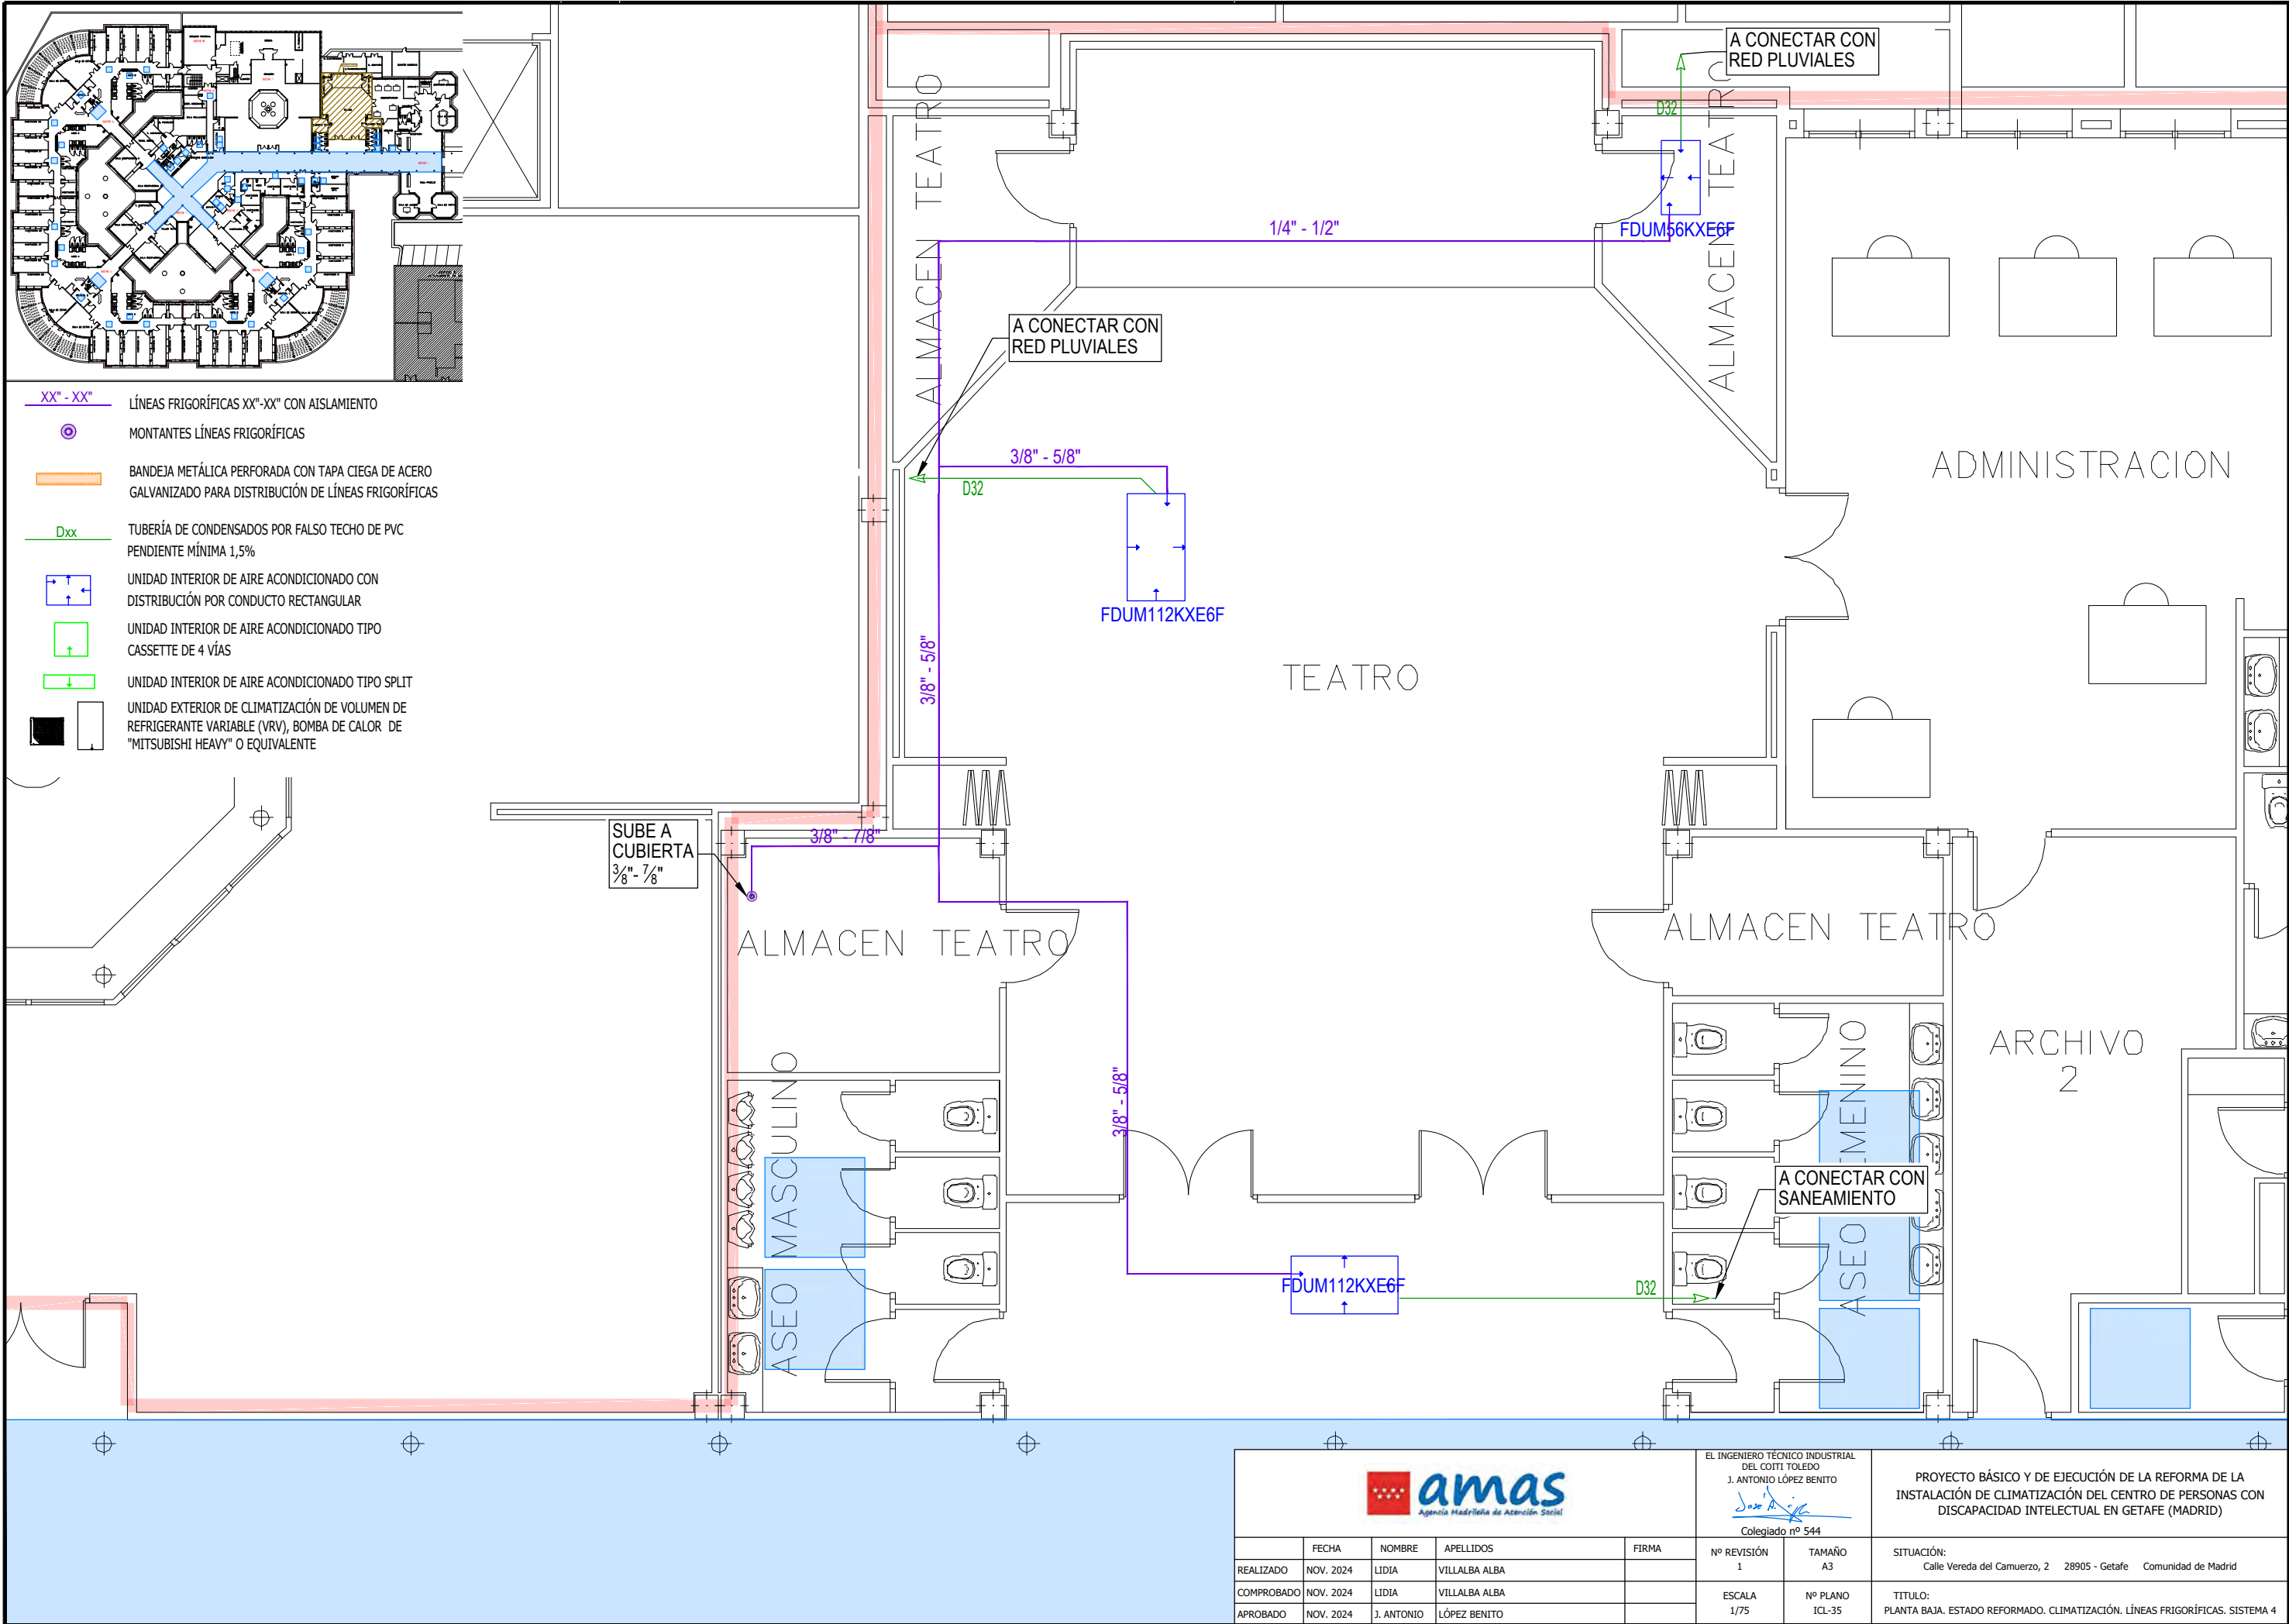 XX" - XX"
LÍNEAS FRIGORÍFICAS XX"-XX" CON AISLAMIENTO
MONTANTES LÍNEAS FRIGORÍFICAS
BANDEJA METÁLICA PERFORADA CON TAPA CIEGA DE ACERO
GALVANIZADO PARA DISTRIBUCIÓN DE LÍNEAS FRIGORÍFICAS
Dxx
TUBERÍA DE CONDENSADOS POR FALSO TECHO DE PVC
PENDIENTE MÍNIMA 1,5%
UNIDAD INTERIOR DE AIRE ACONDICIONADO CON
DISTRIBUCIÓN POR CONDUCTO RECTANGULAR
UNIDAD INTERIOR DE AIRE ACONDICIONADO TIPO
CASSETTE DE 4 VÍAS
UNIDAD INTERIOR DE AIRE ACONDICIONADO TIPO SPLIT
UNIDAD EXTERIOR DE CLIMATIZACIÓN DE VOLUMEN DE
REFRIGERANTE VARIABLE (VRV), BOMBA DE CALOR DE
"MITSUBISHI HEAVY" O EQUIVALENTE
A CONECTAR CON
RED PLUVIALES
D32
ALMACEN TEATRO
ALMACEN TEATRO
1/4" - 1/2"
FDUM56KXE6F
A CONECTAR CON
RED PLUVIALES
3/8" - 5/8"
D32
FDUM112KXE6F
3/8" - 5/8"
TEATRO
ADMINISTRACION
SUBE A
CUBIERTA
3/8"- 7/8"
3/8" - 7/8"
ALMACEN TEATRO
ALMACEN TEATRO
3/8" - 5/8"
ASEO MASCULINO
ASEO FEMENINO
ARCHIVO
2
A CONECTAR CON
SANEAMIENTO
FDUM112KXE6F
D32
amas
Agencia Madrileña de Atención Social
EL INGENIERO TÉCNICO INDUSTRIAL
DEL COITI TOLEDO
J. ANTONIO LÓPEZ BENITO
Colegiado nº 544
PROYECTO BÁSICO Y DE EJECUCIÓN DE LA REFORMA DE LA
INSTALACIÓN DE CLIMATIZACIÓN DEL CENTRO DE PERSONAS CON
DISCAPACIDAD INTELECTUAL EN GETAFE (MADRID)
FECHA NOMBRE APELLIDOS FIRMA
REALIZADO NOV. 2024 LIDIA VILLALBA ALBA
COMPROBADO NOV. 2024 LIDIA VILLALBA ALBA
APROBADO NOV. 2024 J. ANTONIO LÓPEZ BENITO
Nº REVISIÓN
1
TAMAÑO
A3
ESCALA
1/75
Nº PLANO
ICL-35
SITUACIÓN:
Calle Vereda del Camuerzo, 2 28905 - Getafe Comunidad de Madrid
TITULO:
PLANTA BAJA. ESTADO REFORMADO. CLIMATIZACIÓN. LÍNEAS FRIGORÍFICAS. SISTEMA 4